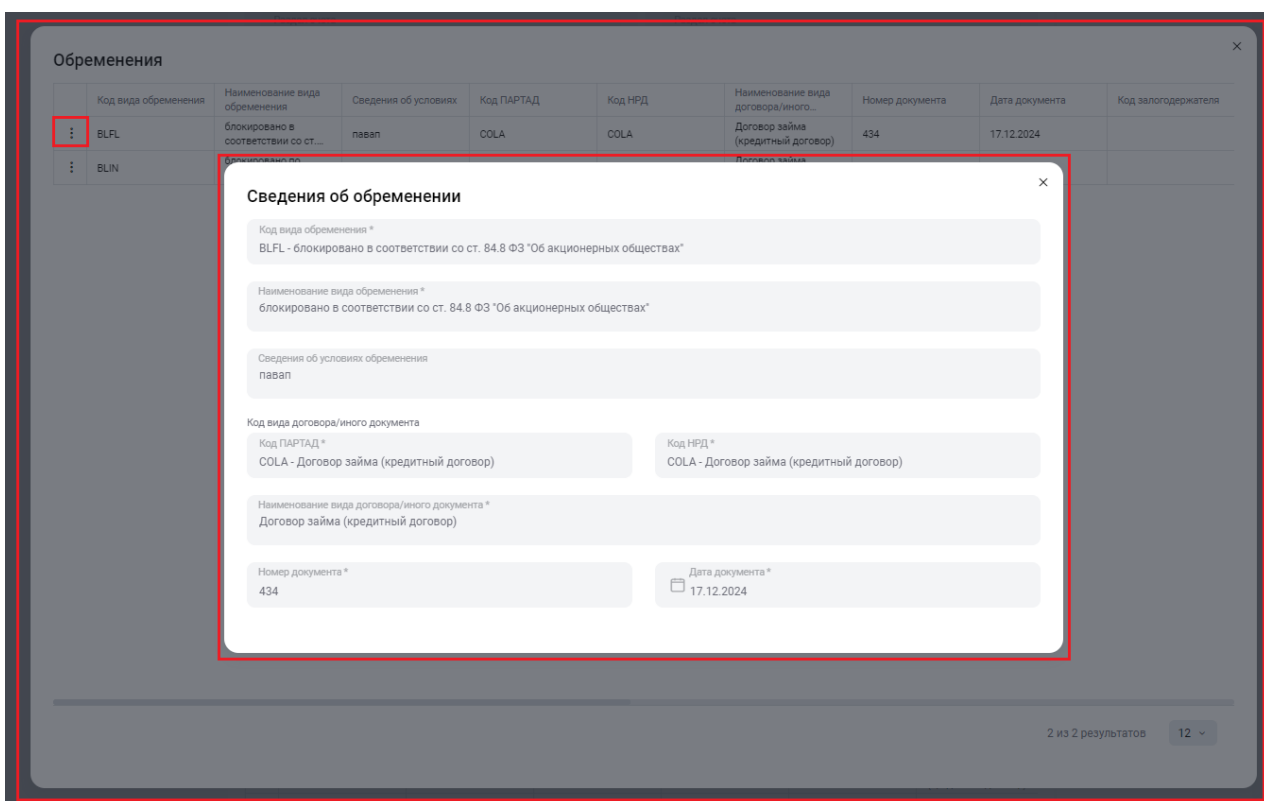 Обременения
Код вида обременения
Наименование вида
обременения
Сведения об условиях
Код ПАРТАД
Код НРД
Наименование вида
договора/иного...
Номер документа
Дата документа
Код залогодержателя
BLFL
блокировано в
соответствии со ст....
павап
COLA
COLA
Договор займа
(кредитный договор)
434
17.12.2024
BLIN
блокировано по
Договор займа
Сведения об обременении
Код вида обременения *
BLFL - блокировано в соответствии со ст. 84.8 ФЗ "Об акционерных обществах"
Наименование вида обременения *
блокировано в соответствии со ст. 84.8 ФЗ "Об акционерных обществах"
Сведения об условиях обременения
павап
Код вида договора/иного документа
Код ПАРТАД *
COLA - Договор займа (кредитный договор)
Код НРД *
COLA - Договор займа (кредитный договор)
Наименование вида договора/иного документа *
Договор займа (кредитный договор)
Номер документа *
434
Дата документа *
17.12.2024
2 из 2 результатов
12